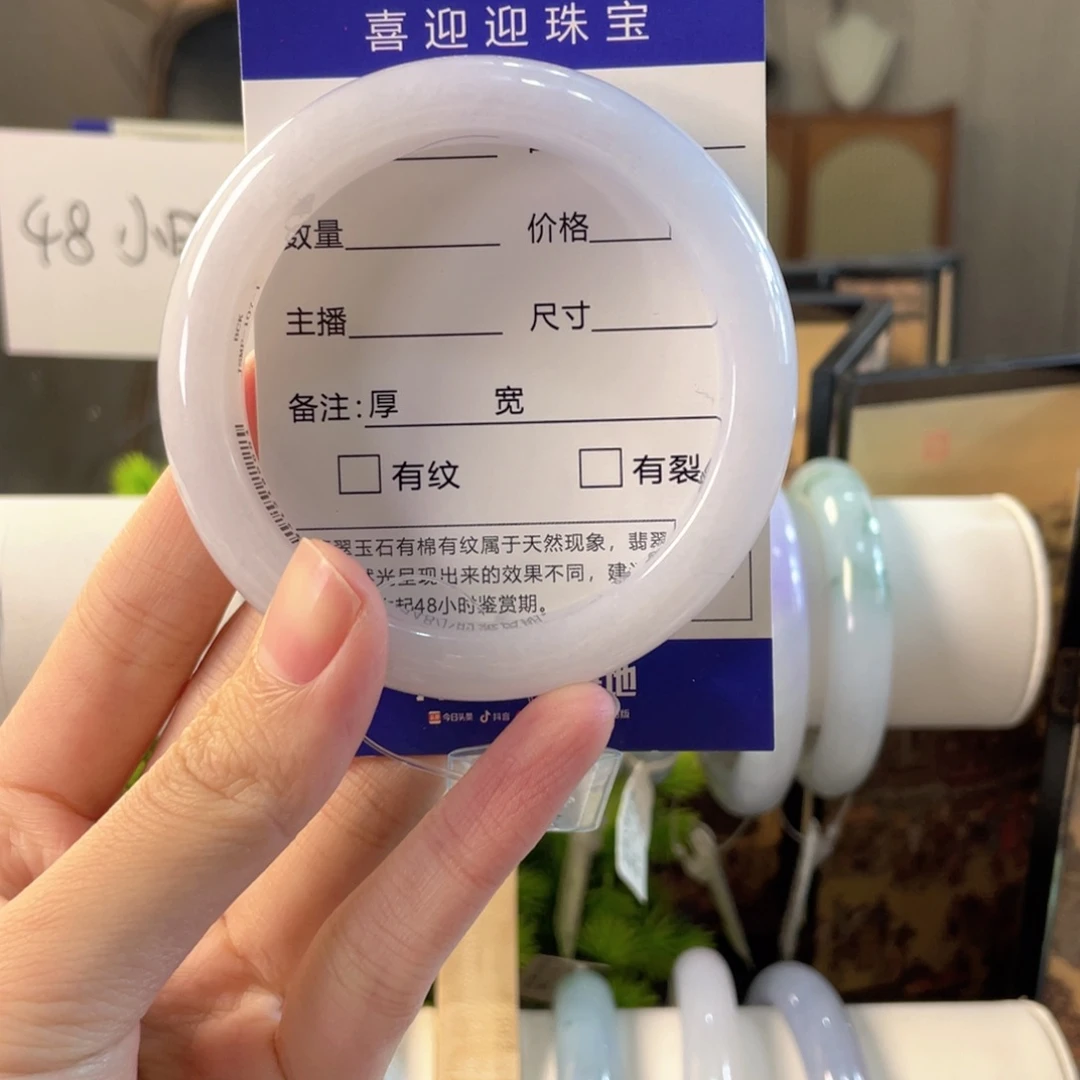 喜迎迎珠宝
48小
数量 价格
主播 尺寸
备注:厚 宽
有纹 有裂
翠玉石有棉有纹属于天然现象，翡翠
光呈现出来的效果不同，建
起48小时鉴赏期。
今日头条 抖音